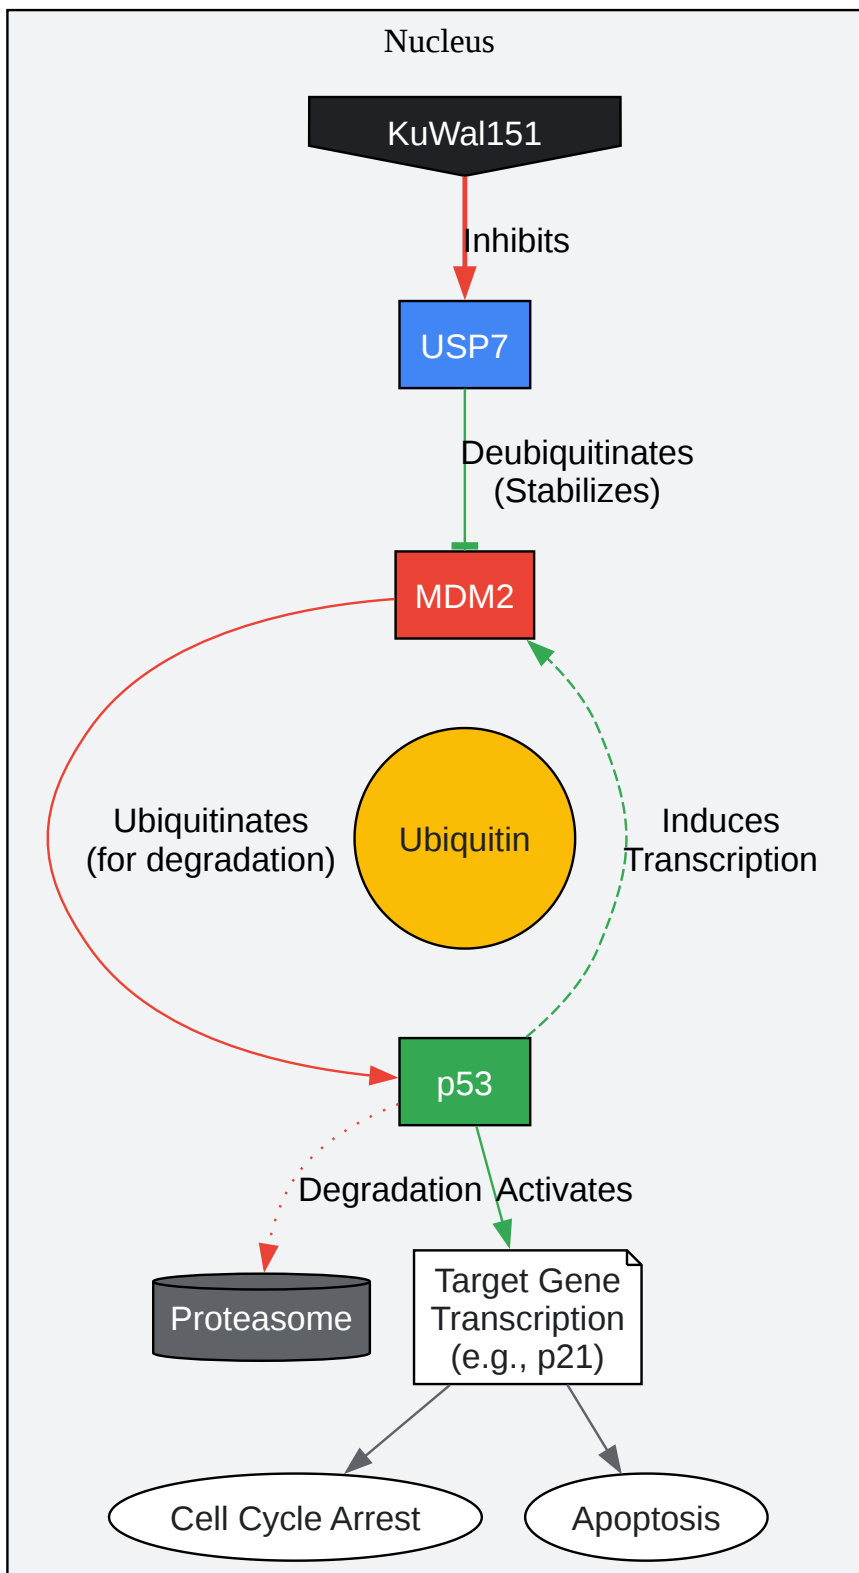 Nucleus
KuWal151
Inhibits
USP7
Deubiquitinates
(Stabilizes)
MDM2
Ubiquitinates
(for degradation)
Ubiquitin
Induces
Transcription
p53
Degradation
Activates
Proteasome
Target Gene
Transcription
(e.g., p21)
Cell Cycle Arrest
Apoptosis